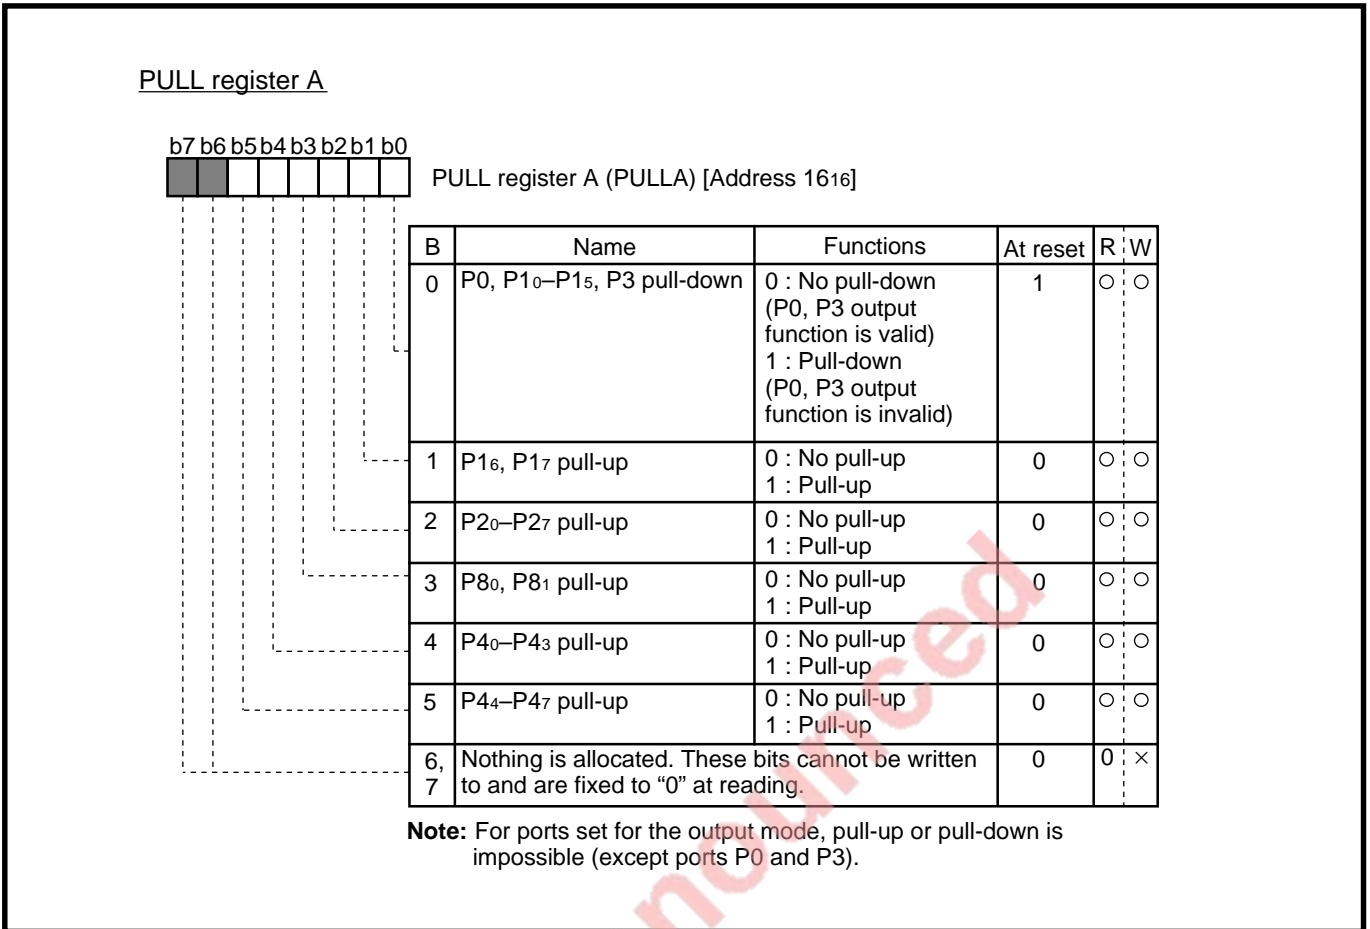 PULL register A
b7 b6 b5 b4 b3 b2 b1 b0
PULL register A (PULLA) [Address 1616]
B Name Functions At reset R W
0 P0, P10–P15, P3 pull-down 0 : No pull-down 1 ○ ○
(P0, P3 output
function is valid)
1 : Pull-down
(P0, P3 output
function is invalid)
1 P16, P17 pull-up 0 : No pull-up 0 ○ ○
1 : Pull-up
2 P20–P27 pull-up 0 : No pull-up 0 ○ ○
1 : Pull-up
3 P80, P81 pull-up 0 : No pull-up 0 ○ ○
1 : Pull-up
4 P40–P43 pull-up 0 : No pull-up 0 ○ ○
1 : Pull-up
5 P44–P47 pull-up 0 : No pull-up 0 ○ ○
1 : Pull-up
6, Nothing is allocated. These bits cannot be written 0 0 ×
7 to and are fixed to “0” at reading.
Note: For ports set for the output mode, pull-up or pull-down is
impossible (except ports P0 and P3).
nounced